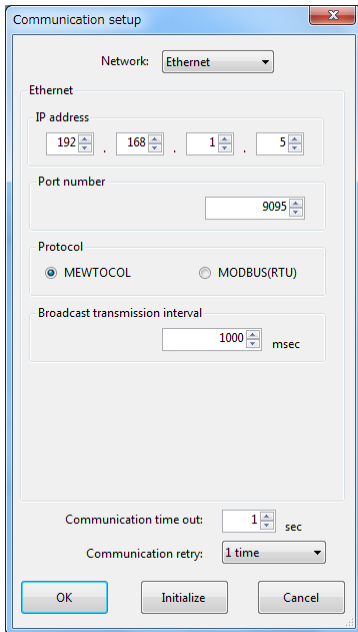 Communication setup
Network: Ethernet
Ethernet
IP address
192 . 168 . 1 . 5
Port number
9095
Protocol
MEWTOCOL MODBUS(RTU)
Broadcast transmission interval
1000 msec
Communication time out: 1 sec
Communication retry: 1 time
OK Initialize Cancel